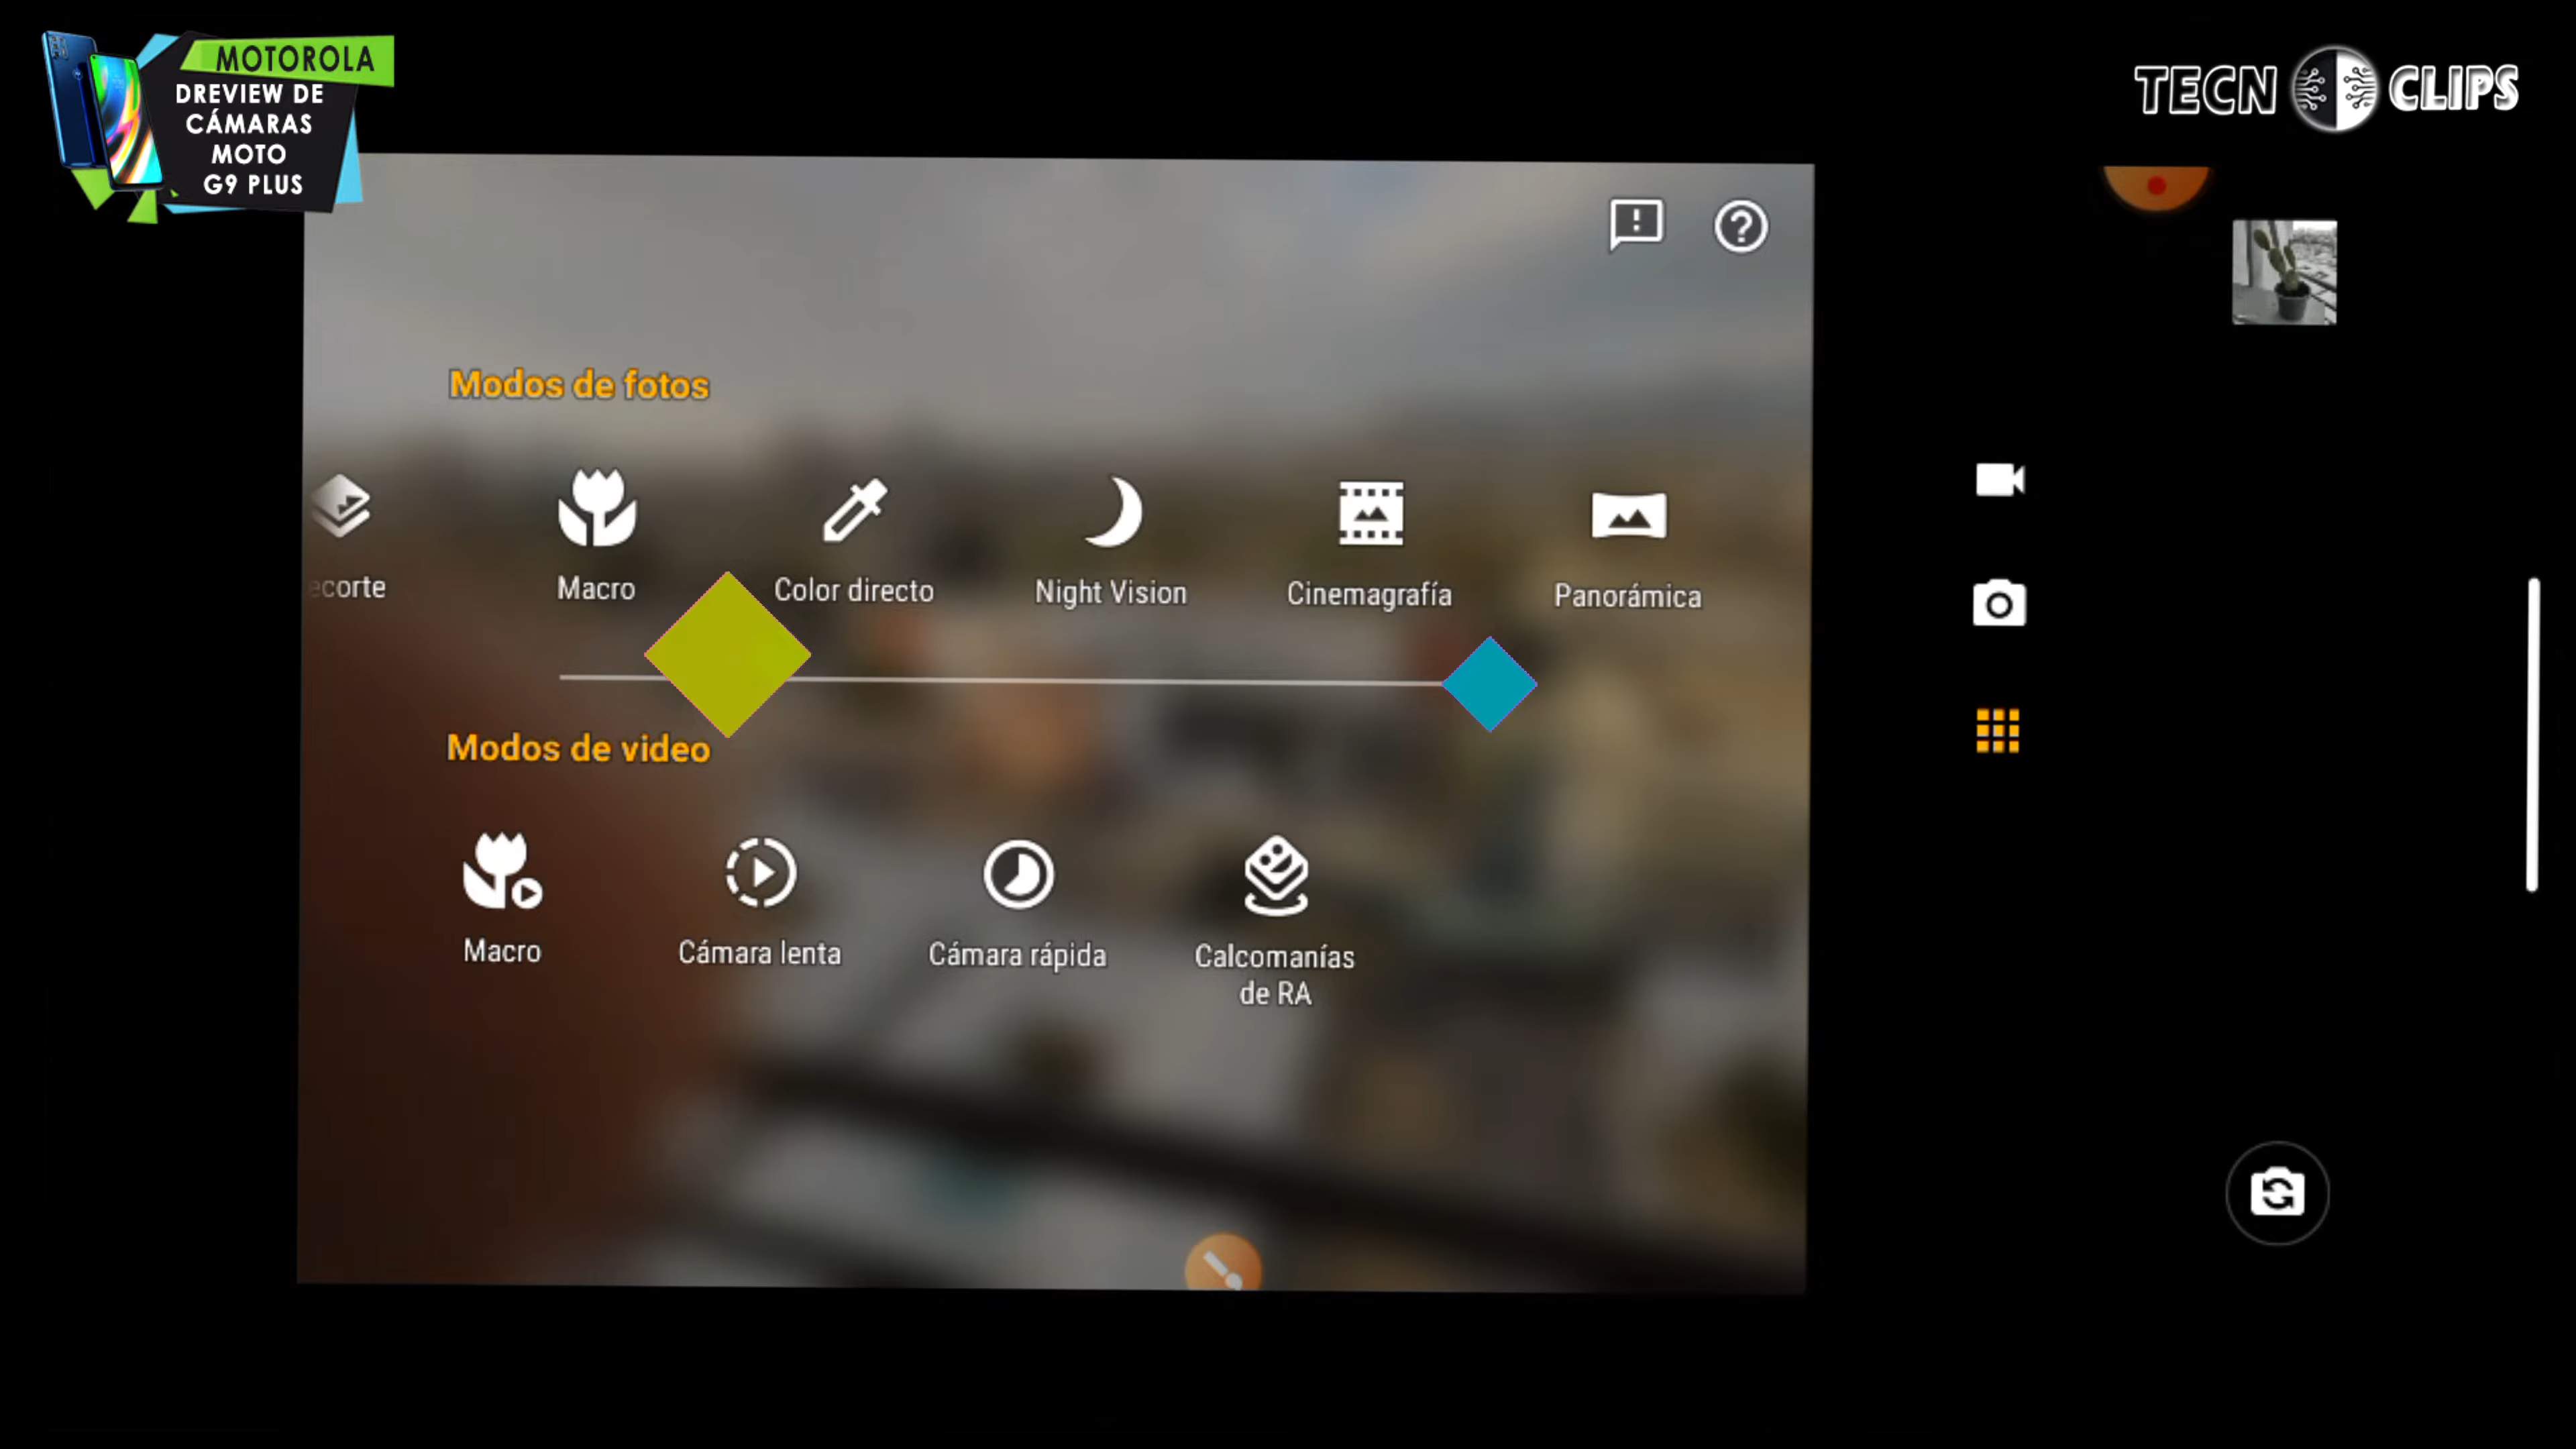 MOTOROLA
DREVIEW DE
CÁMARAS
MOTO
G9 PLUS
TECN CLIPS
Modos de fotos
ecorte
Macro
Color directo
Night Vision
Cinemagrafía
Panorámica
Modos de video
Macro
Cámara lenta
Cámara rápida
Calcomanías
de RA